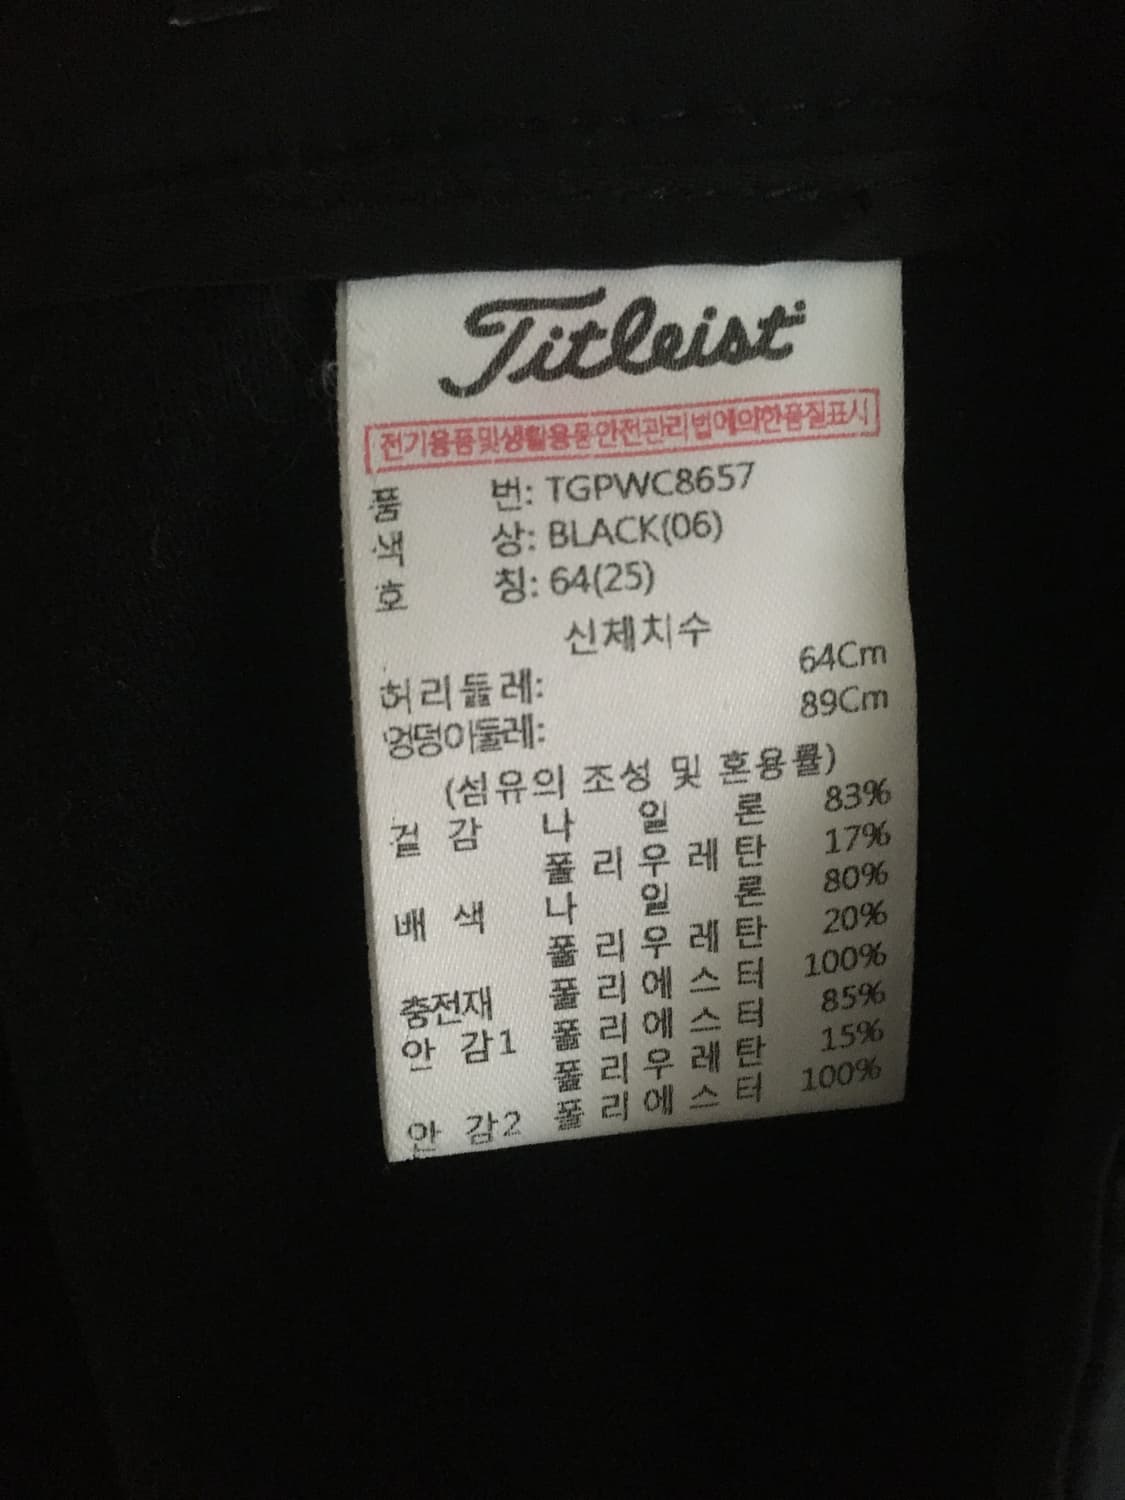 Titleist
전기용품및생활용품안전관리법에의한품질표시
품 번: TGPWC8657
색 상: BLACK(06)
호 칭: 64(25)
신체치수
허리둘레: 64Cm
엉덩이둘레: 89Cm
(섬유의 조성 및 혼용률)
겉 감 나 일 론 83%
폴 리 우 레 탄 17%
배 색 나 일 론 80%
폴 리 우 레 탄 20%
충전재 폴 리 에 스 터 100%
안 감1 폴 리 에 스 터 85%
폴 리 우 레 탄 15%
안 감2 폴 리 에 스 터 100%